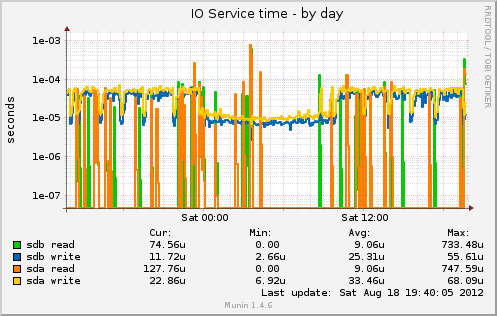 IO Service time - by day
RRDTOOL / TOBI OETIKER
seconds
1e-03
1e-04
1e-05
1e-06
1e-07
Sat 00:00 Sat 12:00
Cur: Min: Avg: Max:
sdb read 74.56u 0.00 9.06u 733.48u
sdb write 11.72u 2.66u 25.31u 55.61u
sda read 127.76u 0.00 9.06u 747.59u
sda write 22.86u 6.92u 33.46u 68.09u
Last update: Sat Aug 18 19:40:05 2012
Munin 1.4.6